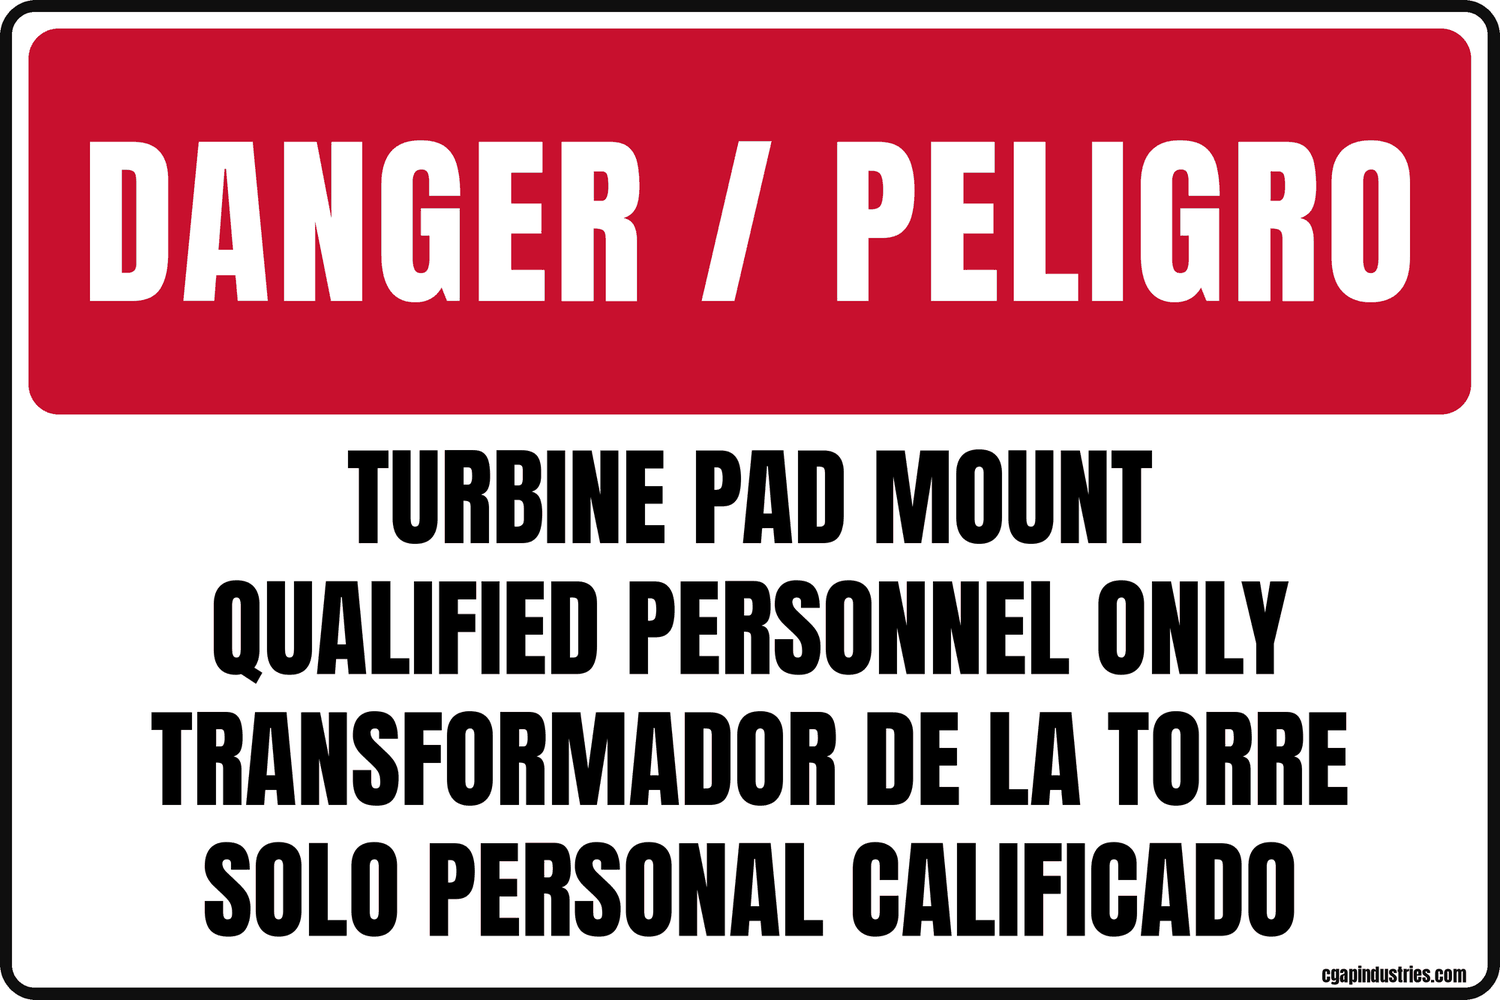 DANGER / PELIGRO
TURBINE PAD MOUNT
QUALIFIED PERSONNEL ONLY
TRANSFORMADOR DE LA TORRE
SOLO PERSONAL CALIFICADO
cgapindustries.com